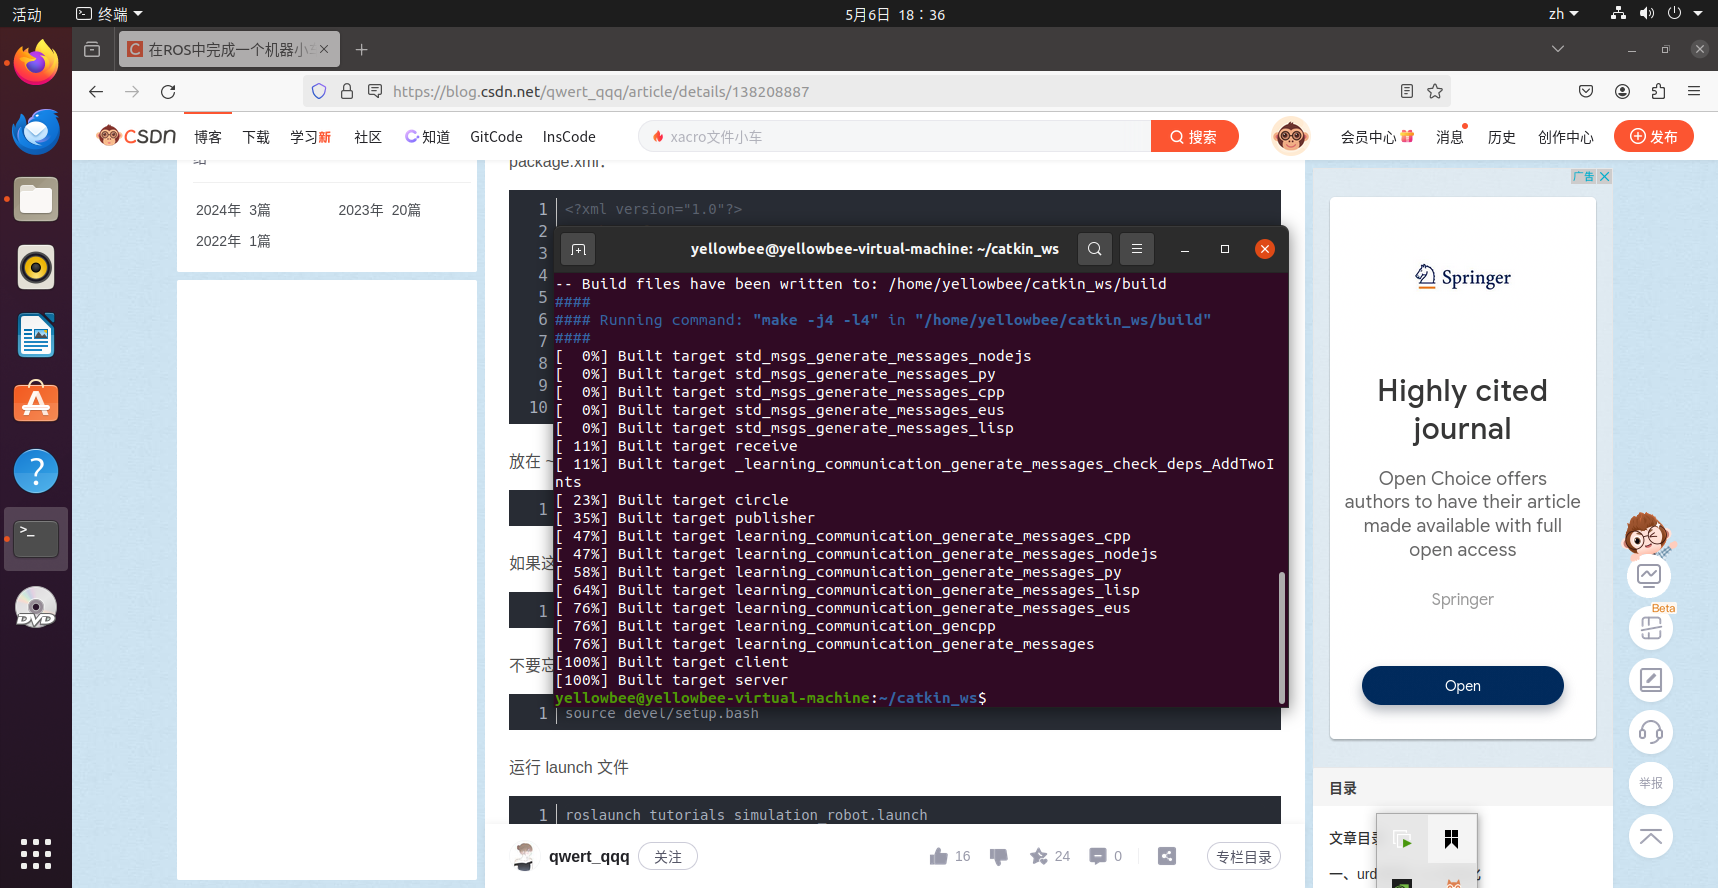 活动
终端
5月6日 18：36
zh
在ROS中完成一个机器小车
https://blog.csdn.net/qwert_qqq/article/details/138208887
CSDN
博客
下载
学习新
社区
知道
GitCode
InsCode
xacro文件小车
搜索
会员中心
消息
历史
创作中心
发布
package.xml:
2024年 3篇
2023年 20篇
2022年 1篇
1 <?xml version="1.0"?>
2
3
4
5
6
7
8
9
10
yellowbee@yellowbee-virtual-machine: ~/catkin_ws
-- Build files have been written to: /home/yellowbee/catkin_ws/build
####
#### Running command: "make -j4 -l4" in "/home/yellowbee/catkin_ws/build"
####
[  0%] Built target std_msgs_generate_messages_nodejs
[  0%] Built target std_msgs_generate_messages_py
[  0%] Built target std_msgs_generate_messages_cpp
[  0%] Built target std_msgs_generate_messages_eus
[  0%] Built target std_msgs_generate_messages_lisp
[ 11%] Built target receive
[ 11%] Built target _learning_communication_generate_messages_check_deps_AddTwoI
nts
[ 23%] Built target circle
[ 35%] Built target publisher
[ 47%] Built target learning_communication_generate_messages_cpp
[ 47%] Built target learning_communication_generate_messages_nodejs
[ 58%] Built target learning_communication_generate_messages_py
[ 64%] Built target learning_communication_generate_messages_lisp
[ 76%] Built target learning_communication_generate_messages_eus
[ 76%] Built target learning_communication_gencpp
[ 76%] Built target learning_communication_generate_messages
[100%] Built target client
[100%] Built target server
yellowbee@yellowbee-virtual-machine:~/catkin_ws$
放在 ~
1
如果这
1
不要忘
1 source devel/setup.bash
运行 launch 文件
1 roslaunch tutorials simulation_robot.launch
qwert_qqq
关注
16
24
0
专栏目录
广告
Springer
Highly cited
journal
Open Choice offers
authors to have their article
made available with full
open access
Springer
Open
目录
文章目录
一、urd
Beta
举报
DVD